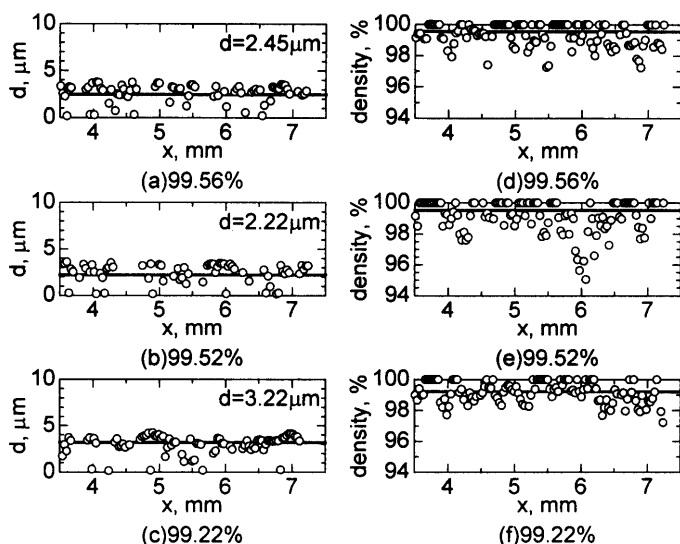 10
d=2.45µm
d, µm
5
0
4 5 6 7
x, mm
(a)99.56%
100
density, %
98
96
94
4 5 6 7
x, mm
(d)99.56%
10
d=2.22µm
d, µm
5
0
4 5 6 7
x, mm
(b)99.52%
100
density, %
98
96
94
4 5 6 7
x, mm
(e)99.52%
10
d=3.22µm
d, µm
5
0
4 5 6 7
x, mm
(c)99.22%
100
density, %
98
96
94
4 5 6 7
x, mm
(f)99.22%